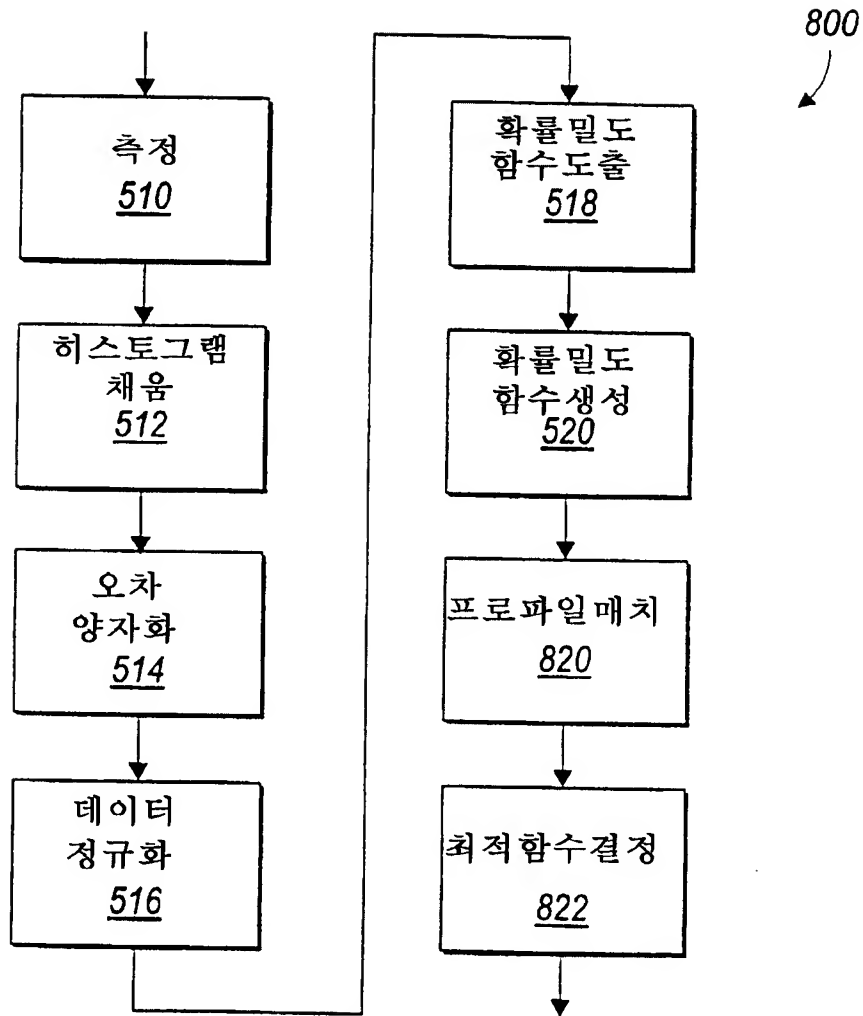 800
측정
510
히스토그램
채움
512
오차
양자화
514
데이터
정규화
516
확률밀도
함수도출
518
확률밀도
함수생성
520
프로파일매치
820
최적함수결정
822